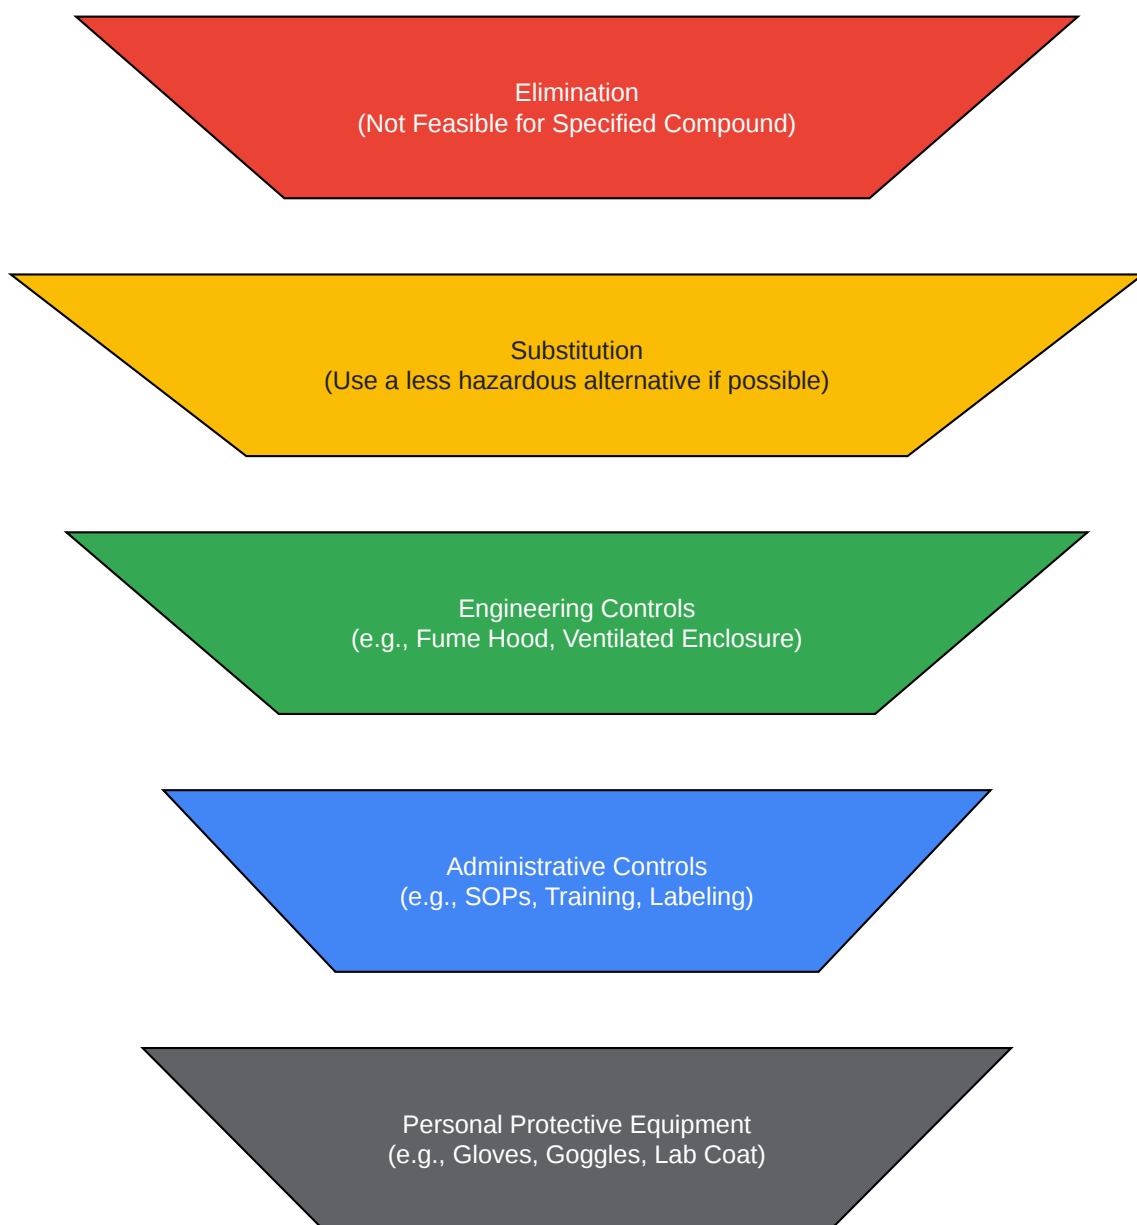 Elimination
(Not Feasible for Specified Compound)
Substitution
(Use a less hazardous alternative if possible)
Engineering Controls
(e.g., Fume Hood, Ventilated Enclosure)
Administrative Controls
(e.g., SOPs, Training, Labeling)
Personal Protective Equipment
(e.g., Gloves, Goggles, Lab Coat)